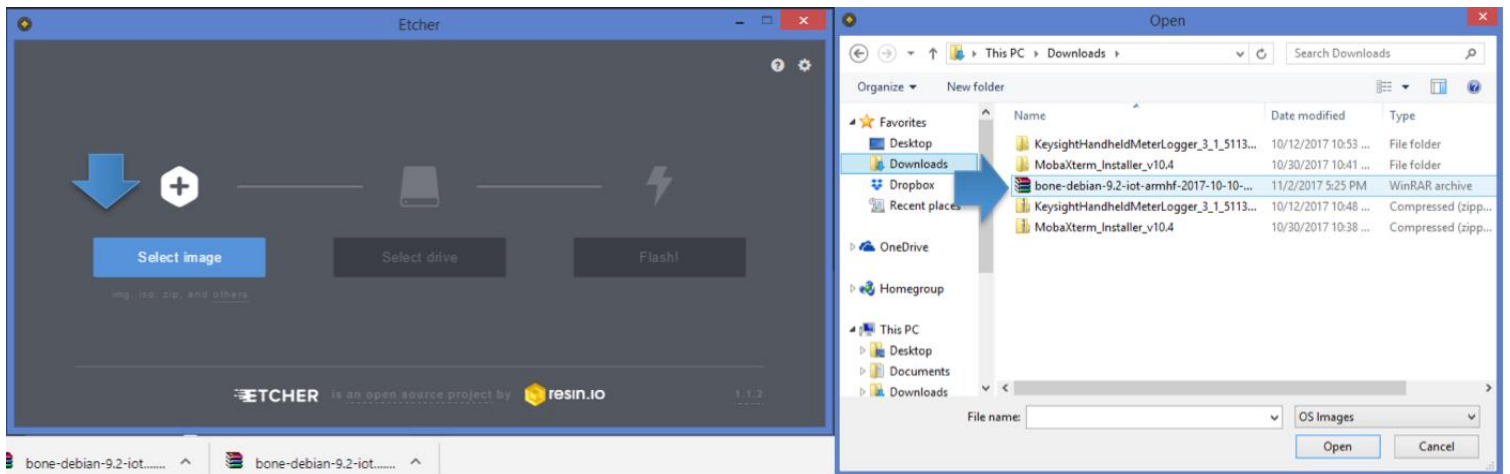 Etcher
Select image
Select drive
Flash!
img, iso, zip, and others
ETCHER is an open source project by resin.io
1.1.2
bone-debian-9.2-iot.......
bone-debian-9.2-iot.......
Open
This PC
Downloads
Search Downloads
Organize
New folder
Name
Date modified
Type
Favorites
Desktop
Downloads
Dropbox
Recent places
OneDrive
Homegroup
This PC
Desktop
Documents
Downloads
KeysightHandheldMeterLogger_3_1_5113... 10/12/2017 10:53 ... File folder
MobaXterm_Installer_v10.4 10/30/2017 10:41 ... File folder
bone-debian-9.2-iot-armhf-2017-10-10-... 11/2/2017 5:25 PM WinRAR archive
KeysightHandheldMeterLogger_3_1_5113... 10/12/2017 10:48 ... Compressed (zipp...
MobaXterm_Installer_v10.4 10/30/2017 10:38 ... Compressed (zipp...
File name:
OS Images
Open
Cancel